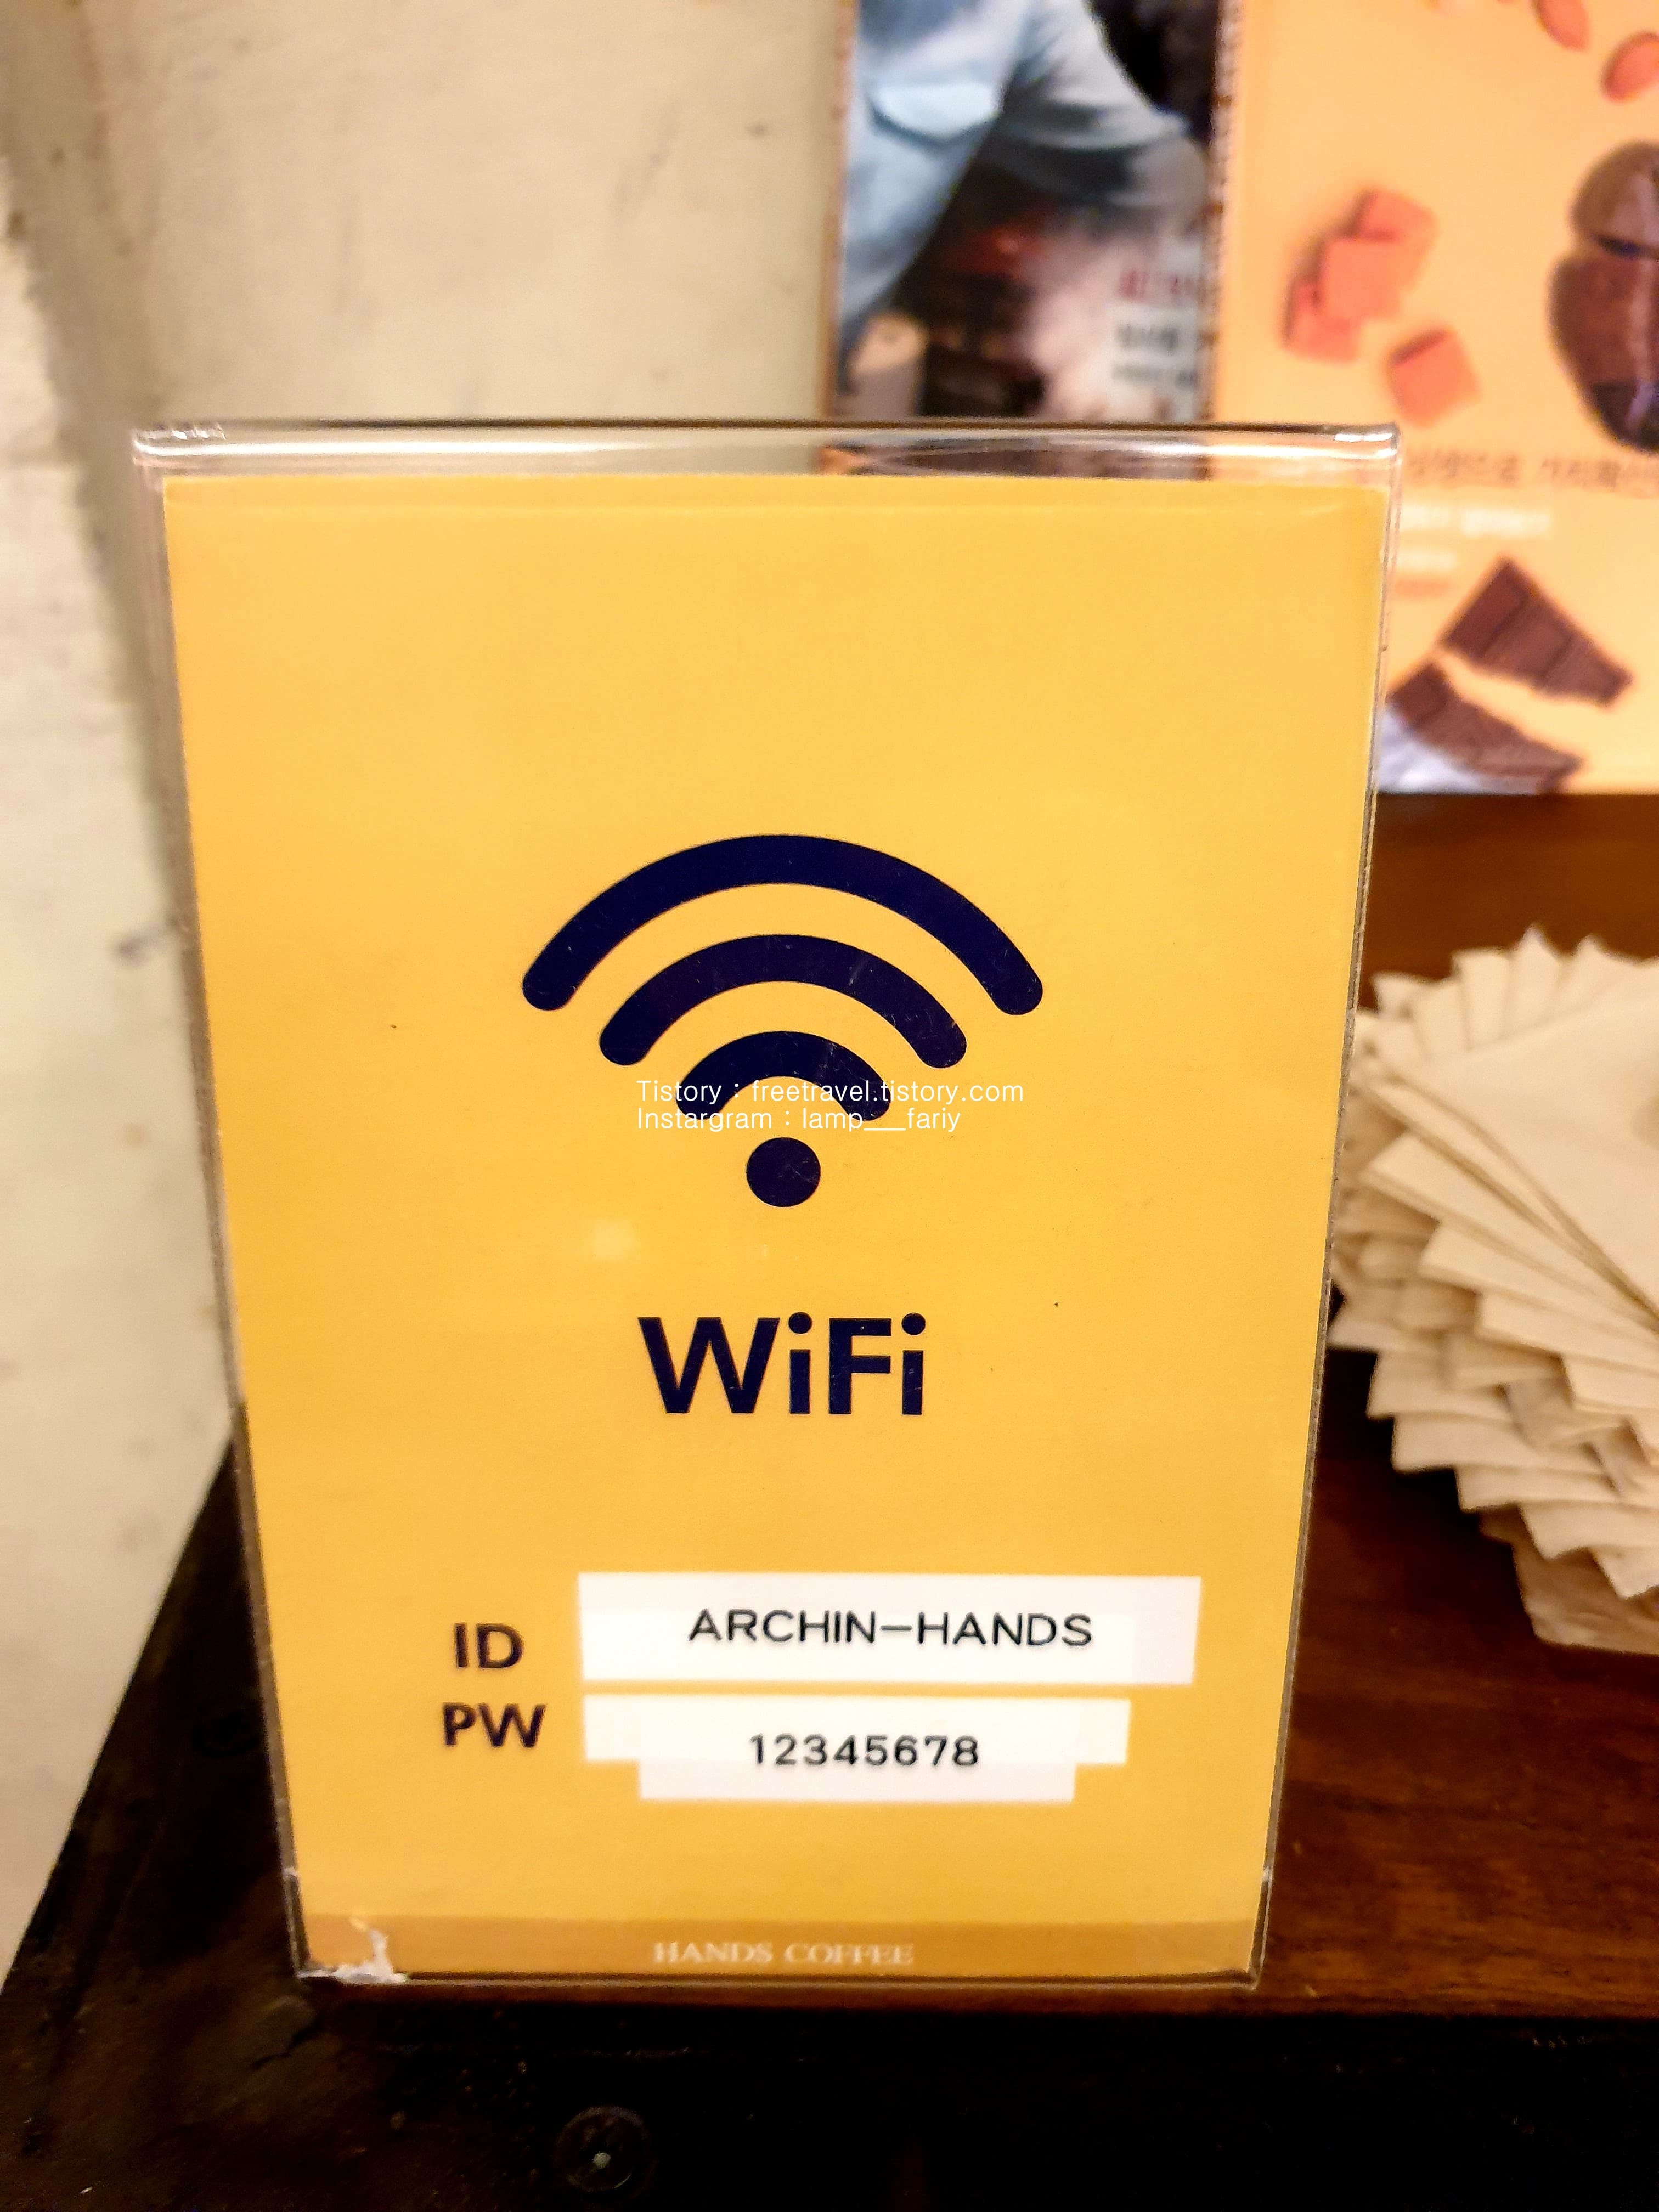 Tistory : freetravel.tistory.com
Instargram : lamp___fariy
WiFi
ID ARCHIN-HANDS
PW 12345678
HANDS COFFEE